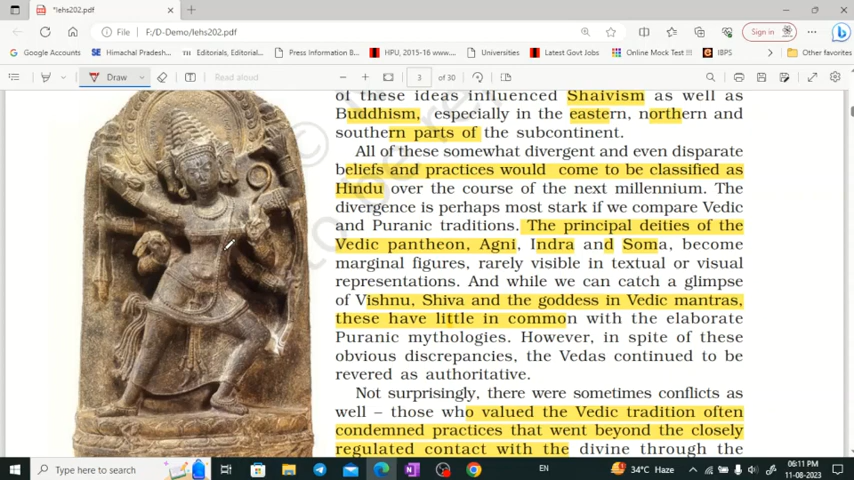 *lehs202.pdf
File
F:/D-Demo/lehs202.pdf
Sign in
Google Accounts
Himachal Pradesh...
Editorials, Editorial...
Press Information B...
HPU, 2015-16 www....
Universities
Latest Govt Jobs
Online Mock Test
IBPS
Other favorites
Draw
Read aloud
3
of 30
of these ideas influenced Shaivism as well as
Buddhism, especially in the eastern, northern and
southern parts of the subcontinent.
All of these somewhat divergent and even disparate
beliefs and practices would come to be classified as
Hindu over the course of the next millennium. The
divergence is perhaps most stark if we compare Vedic
and Puranic traditions. The principal deities of the
Vedic pantheon, Agni, Indra and Soma, become
marginal figures, rarely visible in textual or visual
representations. And while we can catch a glimpse
of Vishnu, Shiva and the goddess in Vedic mantras,
these have little in common with the elaborate
Puranic mythologies. However, in spite of these
obvious discrepancies, the Vedas continued to be
revered as authoritative.
Not surprisingly, there were sometimes conflicts as
well – those who valued the Vedic tradition often
condemned practices that went beyond the closely
regulated contact with the divine through the
to be re
Type here to search
34°C Haze
EN
06:11 PM
11-08-2023